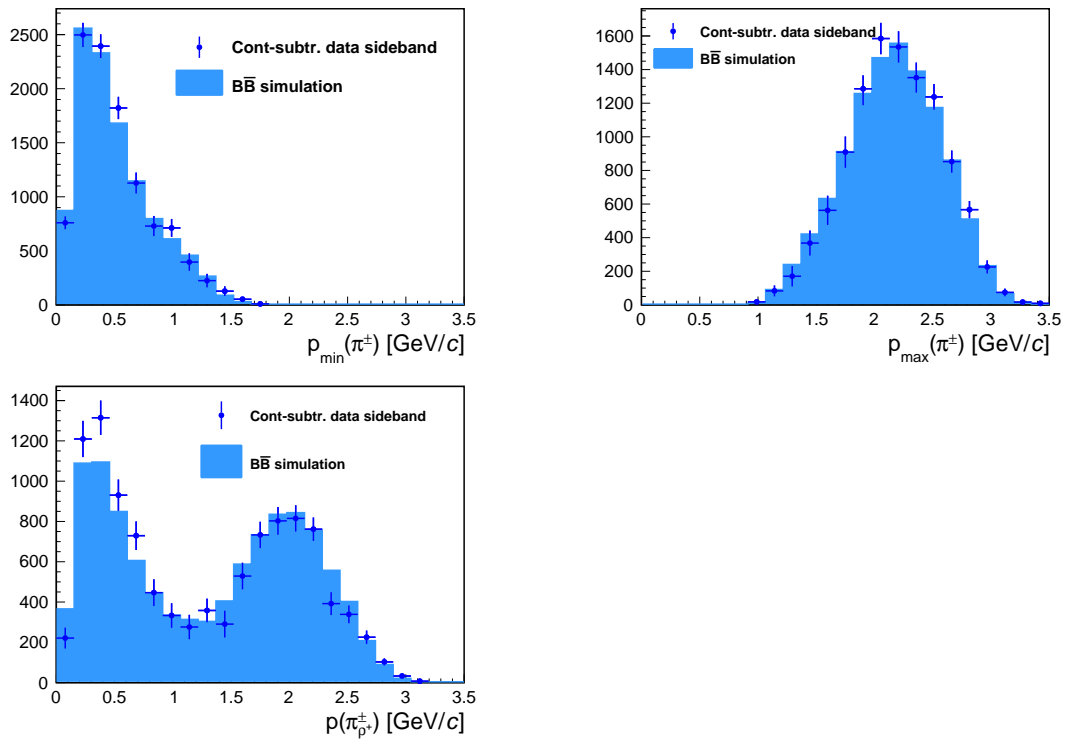 2500
2000
1500
1000
500
0
Cont-subtr. data sideband
BB̅ simulation
0 0.5 1 1.5 2 2.5 3 3.5
p_min(π±) [GeV/c]
1600
1400
1200
1000
800
600
400
200
0
Cont-subtr. data sideband
BB̅ simulation
0 0.5 1 1.5 2 2.5 3 3.5
p_max(π±) [GeV/c]
1400
1200
1000
800
600
400
200
0
Cont-subtr. data sideband
BB̅ simulation
0 0.5 1 1.5 2 2.5 3 3.5
p(π±_ρ⁺) [GeV/c]